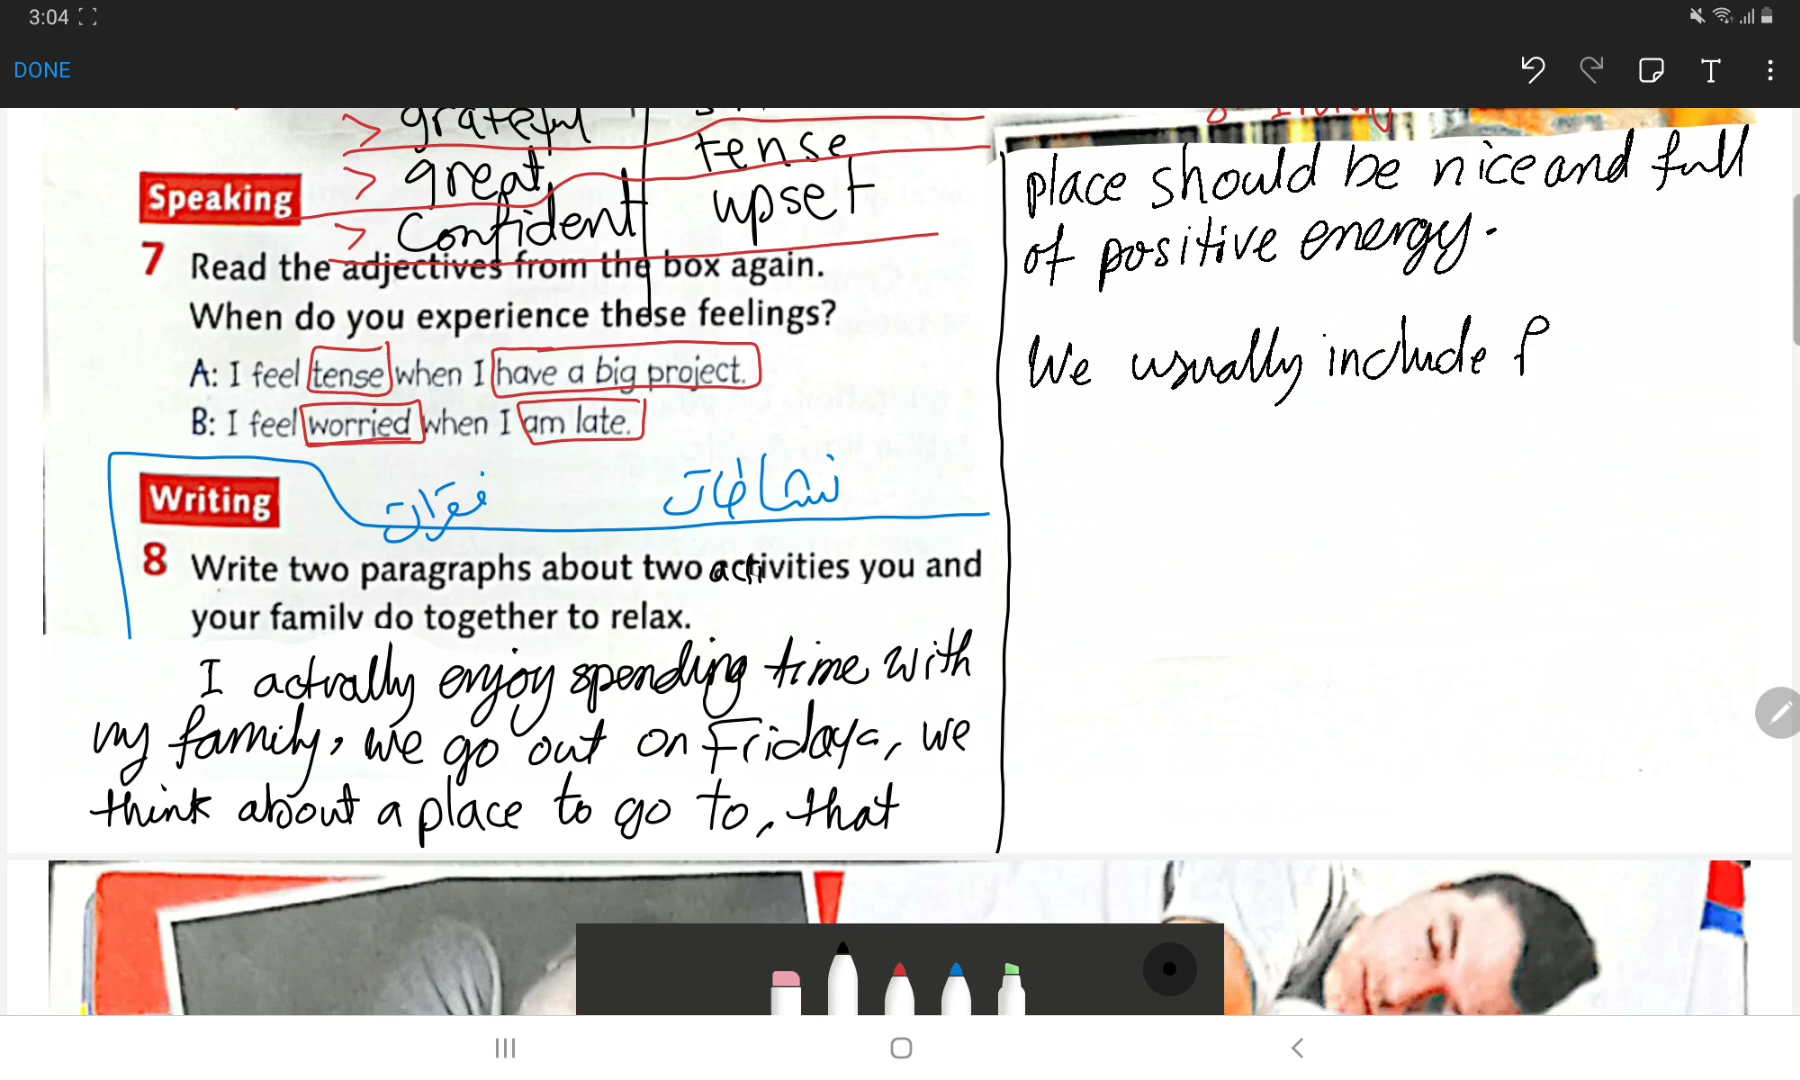 3:04
DONE
grateful
tense
great
upset
confident
Speaking
7 Read the adjectives from the box again.
When do you experience these feelings?
A: I feel tense when I have a big project.
B: I feel worried when I am late.
Writing
فقرات نشاطات
8 Write two paragraphs about two activities you and
your family do together to relax.
I actually enjoy spending time with
my family, we go out on Fridays, we
think about a place to go to, that
place should be nice and full
of positive energy.
We usually include f